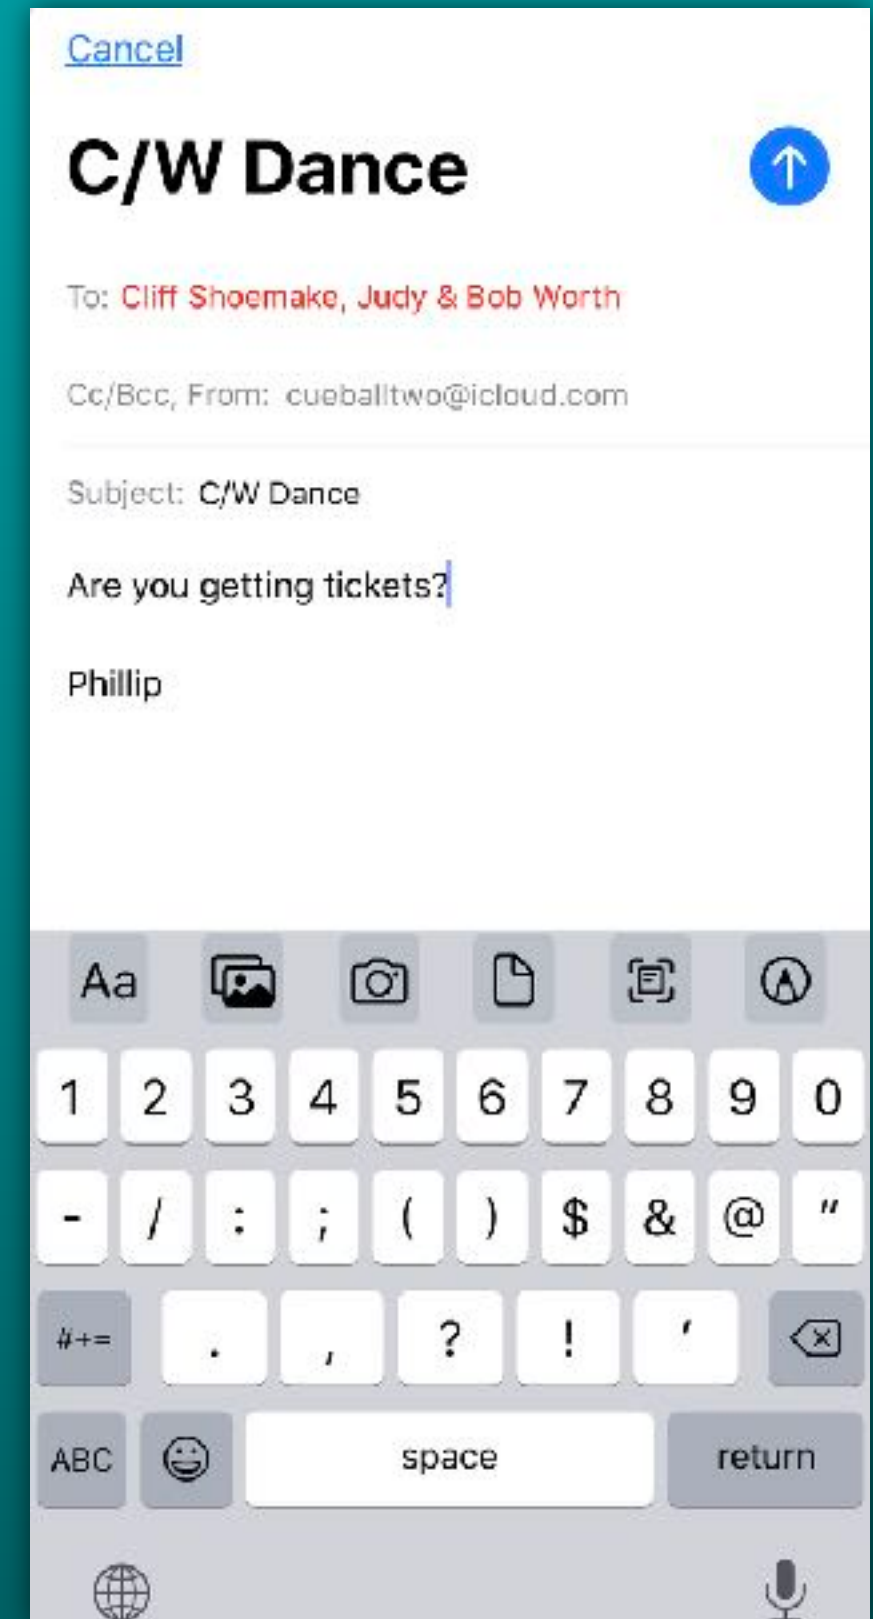 Cancel
C/W Dance
To: Cliff Shoemake, Judy & Bob Worth
Cc/Bcc, From: cueballtwo@icloud.com
Subject: C/W Dance
Are you getting tickets?
Phillip
Aa
1 2 3 4 5 6 7 8 9 0
- / : ; ( ) $ & @ "
#+= . , ? ! '
ABC space return